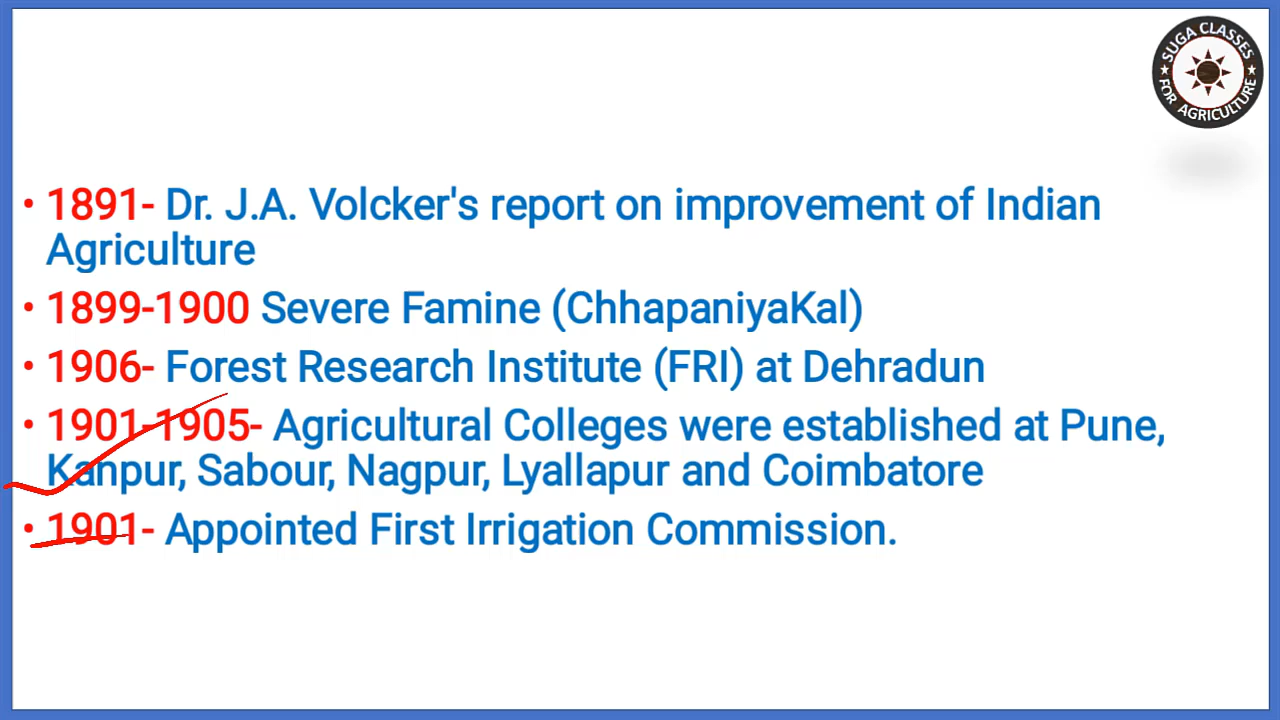 SUGA CLASSES
FOR AGRICULTURE
• 1891- Dr. J.A. Volcker's report on improvement of Indian
Agriculture
• 1899-1900 Severe Famine (ChhapaniyaKal)
• 1906- Forest Research Institute (FRI) at Dehradun
• 1901-1905- Agricultural Colleges were established at Pune,
Kanpur, Sabour, Nagpur, Lyallapur and Coimbatore
• 1901- Appointed First Irrigation Commission.